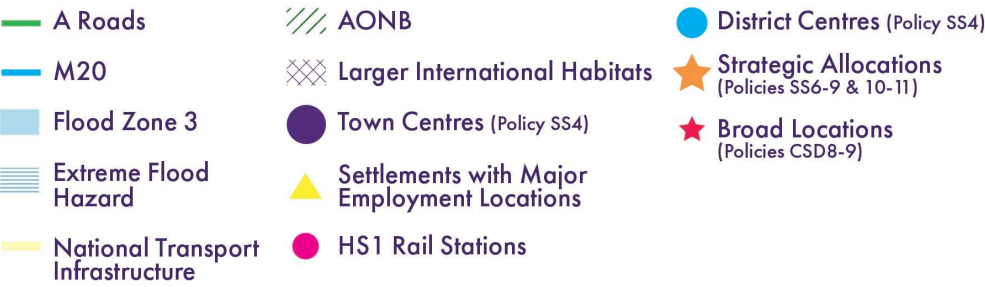 A Roads
M20
Flood Zone 3
Extreme Flood
Hazard
National Transport
Infrastructure
AONB
Larger International Habitats
Town Centres (Policy SS4)
Settlements with Major
Employment Locations
HS1 Rail Stations
District Centres (Policy SS4)
Strategic Allocations
(Policies SS6-9 & 10-11)
Broad Locations
(Policies CSD8-9)